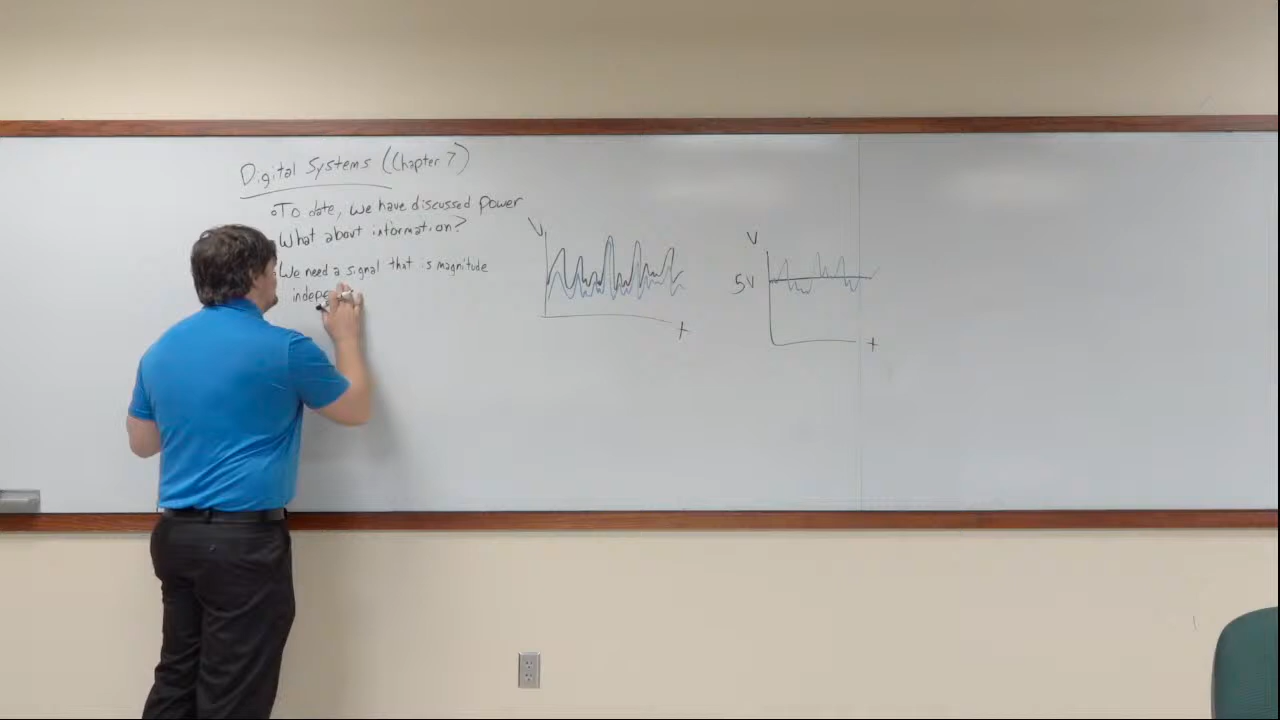 Digital Systems (Chapter 7)
To date, we have discussed power
What about information?
We need a signal that is magnitude
indepe
V
t
V
5V
t